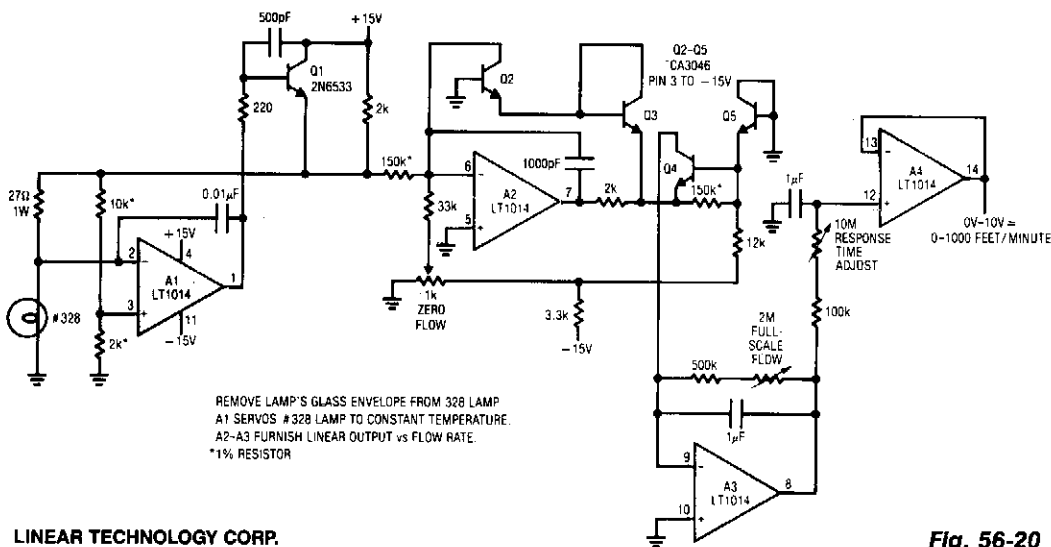 500pF
+15V
Q1
2N6533
220
2k
Q2
Q2-Q5
CA3046
PIN 3 TO -15V
Q3
Q5
Q4
150k*
1000pF
6
A2
LT1014
7
5
2k
150k*
33k
12k
1k
ZERO
FLOW
3.3k
-15V
27Ω
1W
10k*
0.01µF
+15V
4
2
A1
LT1014
1
3
11
-15V
#328
2k*
1µF
13
A4
LT1014
14
12
0V-10V =
0-1000 FEET/MINUTE
10M
RESPONSE
TIME
ADJUST
100k
2M
FULL-
SCALE
FLOW
500k
1µF
9
A3
LT1014
8
10
REMOVE LAMP'S GLASS ENVELOPE FROM 328 LAMP
A1 SERVOS #328 LAMP TO CONSTANT TEMPERATURE.
A2-A3 FURNISH LINEAR OUTPUT vs FLOW RATE.
*1% RESISTOR
LINEAR TECHNOLOGY CORP.
Fig. 56-20